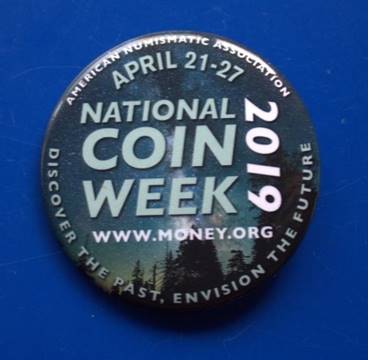 AMERICAN NUMISMATIC ASSOCIATION
APRIL 21-27
NATIONAL
COIN
WEEK
2019
WWW.MONEY.ORG
DISCOVER THE PAST, ENVISION THE FUTURE